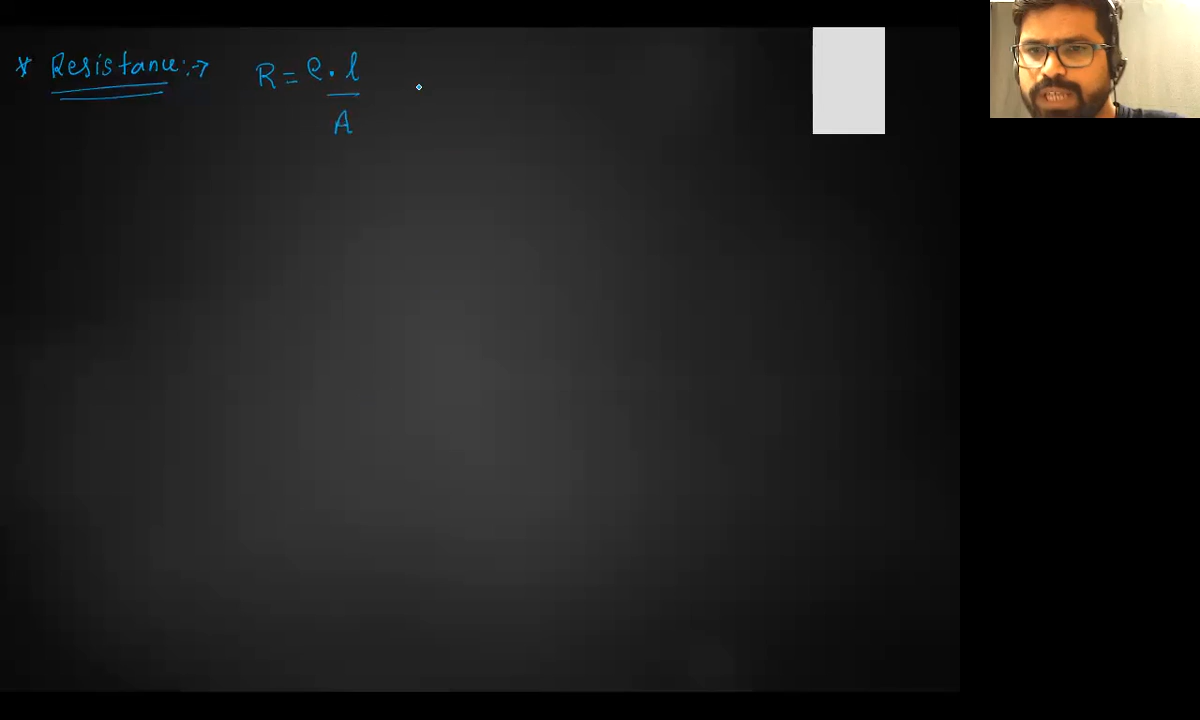 * Resistance :→ R = ρ . l
A